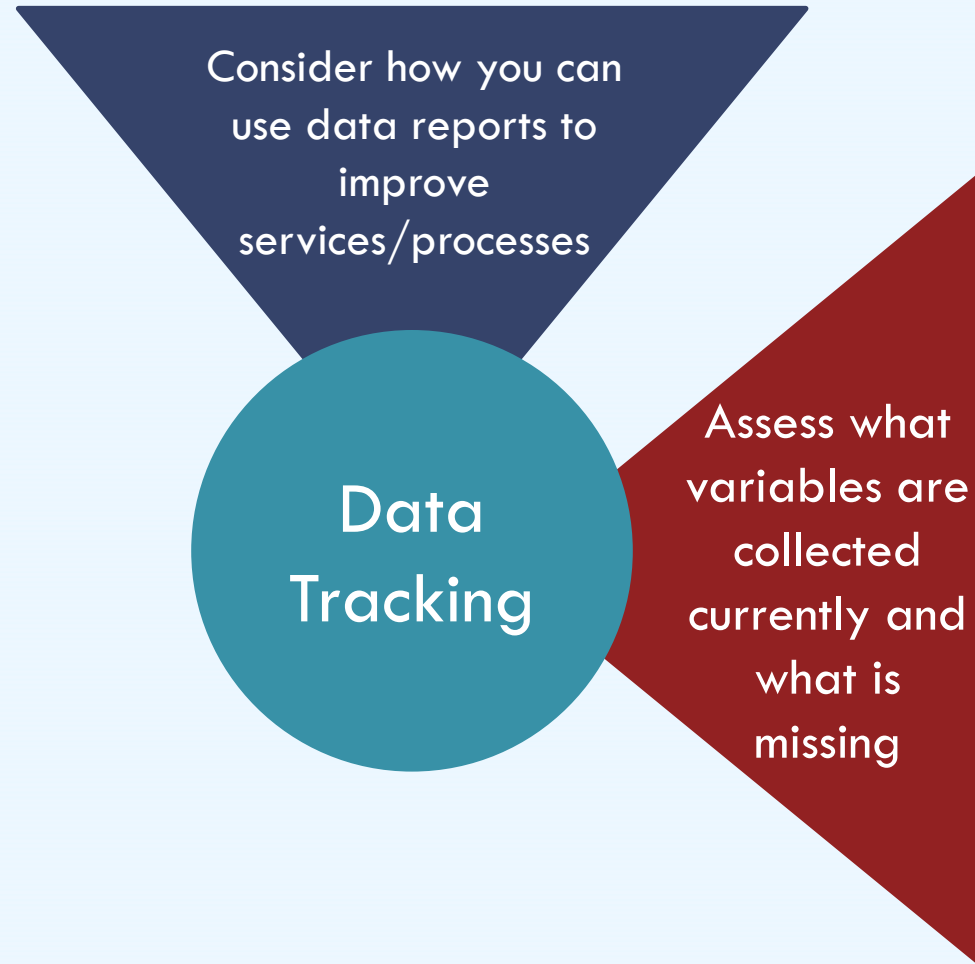 Consider how you can
use data reports to
improve
services/processes
Data
Tracking
Assess what
variables are
collected
currently and
what is
missing